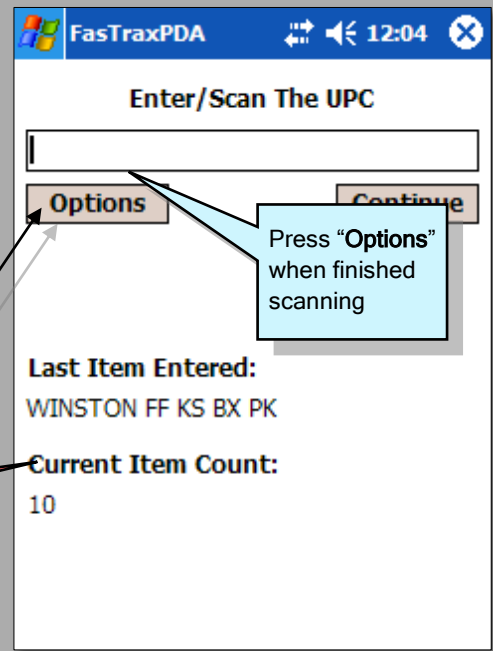 FasTraxPDA 12:04
Enter/Scan The UPC
Options Continue
Press “Options”
when finished
scanning
Last Item Entered:
WINSTON FF KS BX PK
Current Item Count:
10